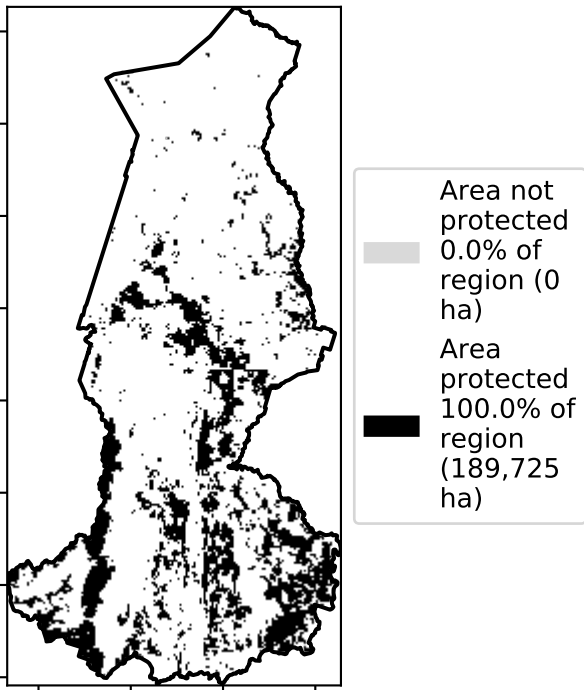 Area not
protected
0.0% of
region (0
ha)
Area
protected
100.0% of
region
(189,725
ha)